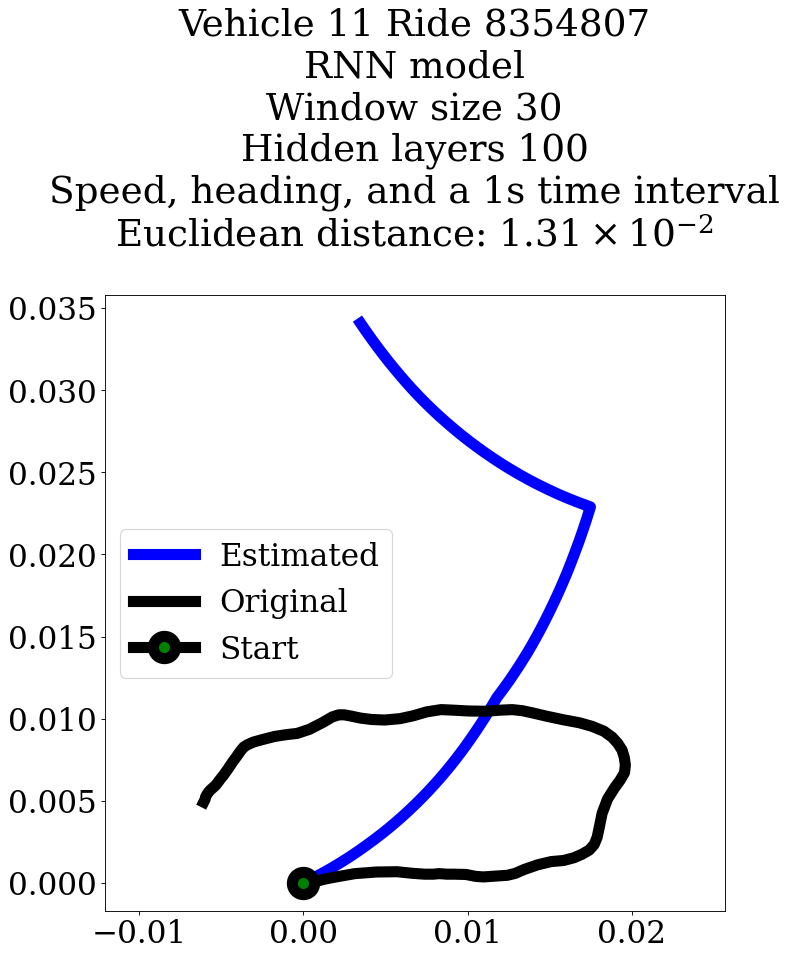 Vehicle 11 Ride 8354807
RNN model
Window size 30
Hidden layers 100
Speed, heading, and a 1s time interval
Euclidean distance: 1.31 × 10⁻²
0.035
0.030
0.025
0.020
0.015
0.010
0.005
0.000
Estimated
Original
Start
−0.01
0.00
0.01
0.02